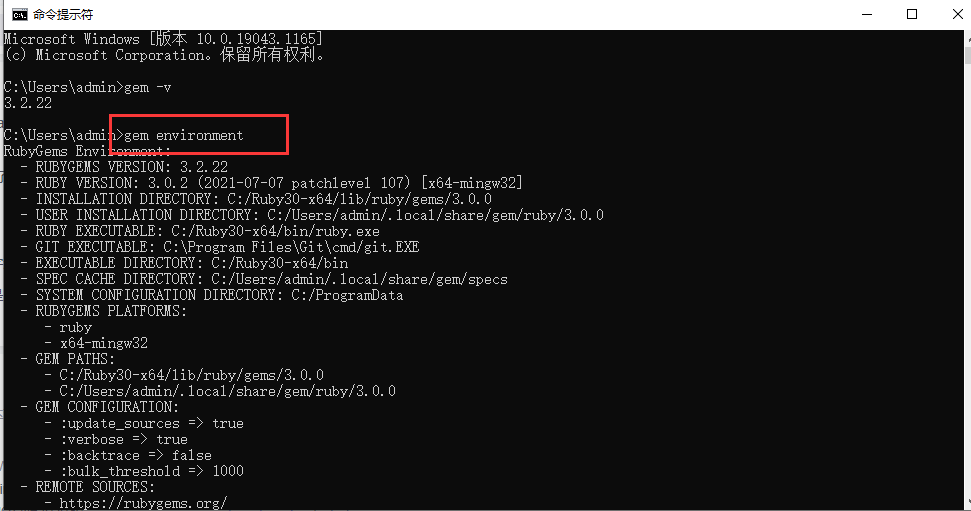 命令提示符
Microsoft Windows [版本 10.0.19043.1165]
(c) Microsoft Corporation。保留所有权利。
C:\Users\admin>gem -v
3.2.22
C:\Users\admin>gem environment
RubyGems Environment:
- RUBYGEMS VERSION: 3.2.22
- RUBY VERSION: 3.0.2 (2021-07-07 patchlevel 107) [x64-mingw32]
- INSTALLATION DIRECTORY: C:/Ruby30-x64/lib/ruby/gems/3.0.0
- USER INSTALLATION DIRECTORY: C:/Users/admin/.local/share/gem/ruby/3.0.0
- RUBY EXECUTABLE: C:/Ruby30-x64/bin/ruby.exe
- GIT EXECUTABLE: C:\Program Files\Git\cmd/git.EXE
- EXECUTABLE DIRECTORY: C:/Ruby30-x64/bin
- SPEC CACHE DIRECTORY: C:/Users/admin/.local/share/gem/specs
- SYSTEM CONFIGURATION DIRECTORY: C:/ProgramData
- RUBYGEMS PLATFORMS:
- ruby
- x64-mingw32
- GEM PATHS:
- C:/Ruby30-x64/lib/ruby/gems/3.0.0
- C:/Users/admin/.local/share/gem/ruby/3.0.0
- GEM CONFIGURATION:
- :update_sources => true
- :verbose => true
- :backtrace => false
- :bulk_threshold => 1000
- REMOTE SOURCES:
- https://rubygems.org/